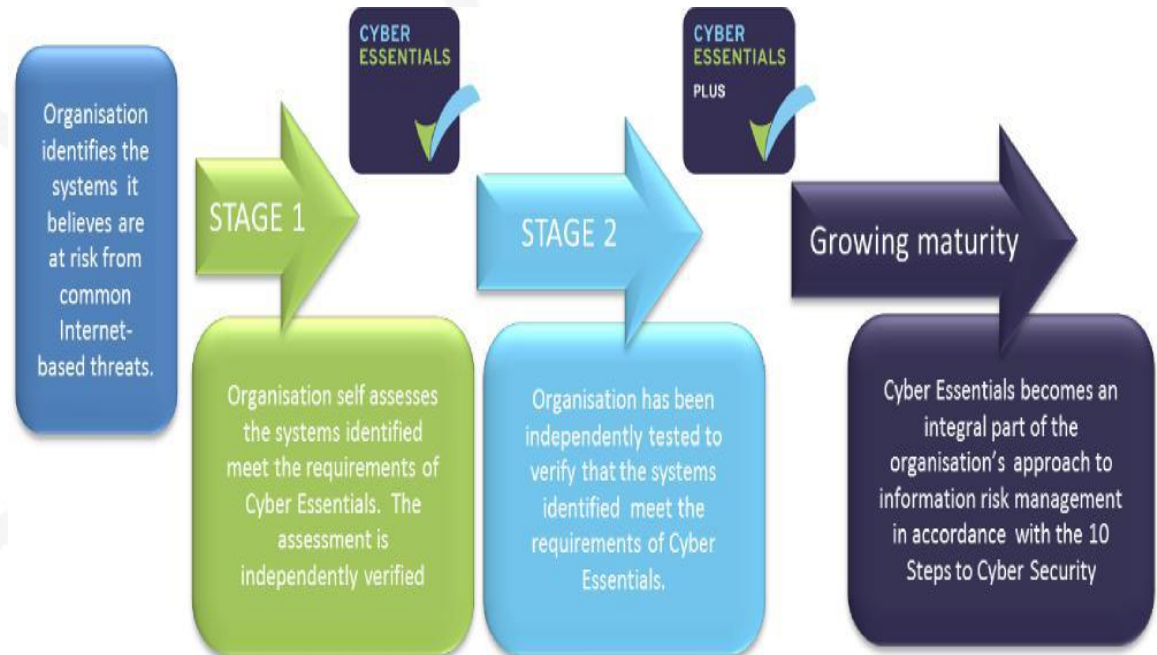 Organisation
identifies the
systems it
believes are
at risk from
common
Internet-
based threats.
STAGE 1
CYBER
ESSENTIALS
Organisation self assesses
the systems identified
meet the requirements of
Cyber Essentials. The
assessment is
independently verified
STAGE 2
CYBER
ESSENTIALS
PLUS
Organisation has been
independently tested to
verify that the systems
identified meet the
requirements of Cyber
Essentials.
Growing maturity
Cyber Essentials becomes an
integral part of the
organisation's approach to
information risk management
in accordance with the 10
Steps to Cyber Security